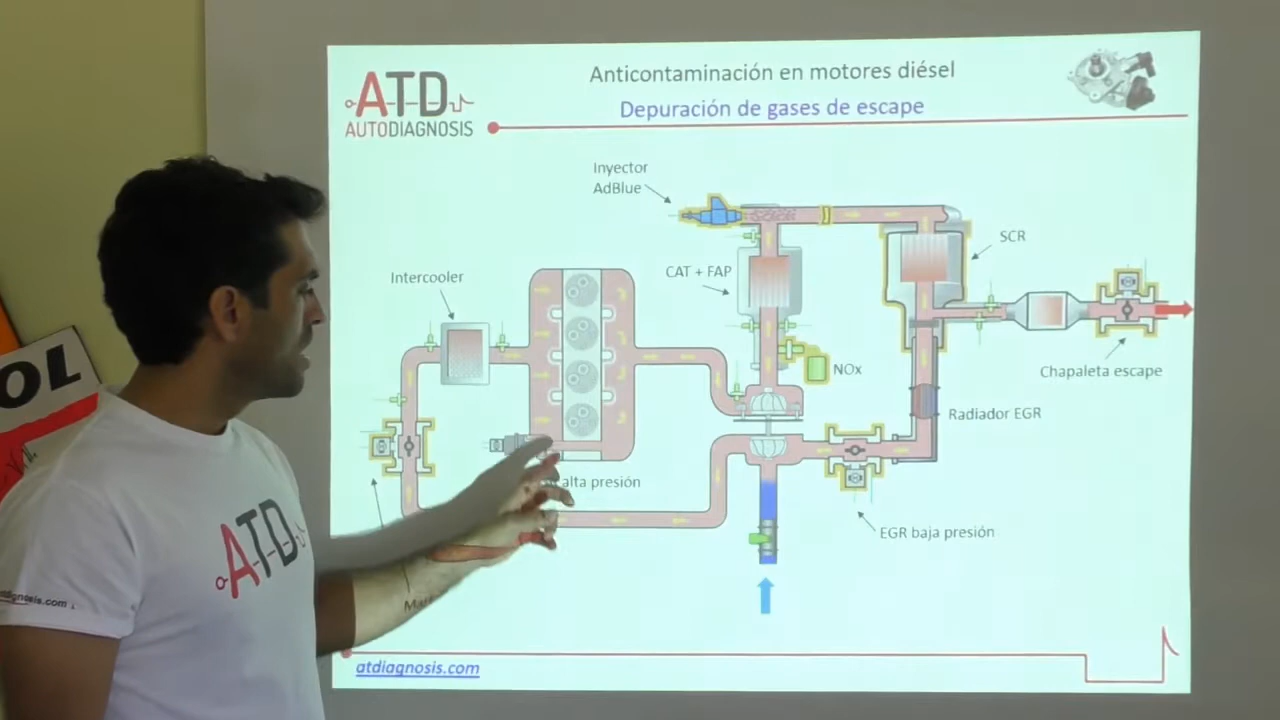 ATD
AUTODIAGNOSIS
Anticontaminación en motores diésel
Depuración de gases de escape
Inyector
AdBlue
SCR
CAT + FAP
Intercooler
NOx
Chapaleta escape
Radiador EGR
alta presión
EGR baja presión
atdiagnosis.com
OL
ATD